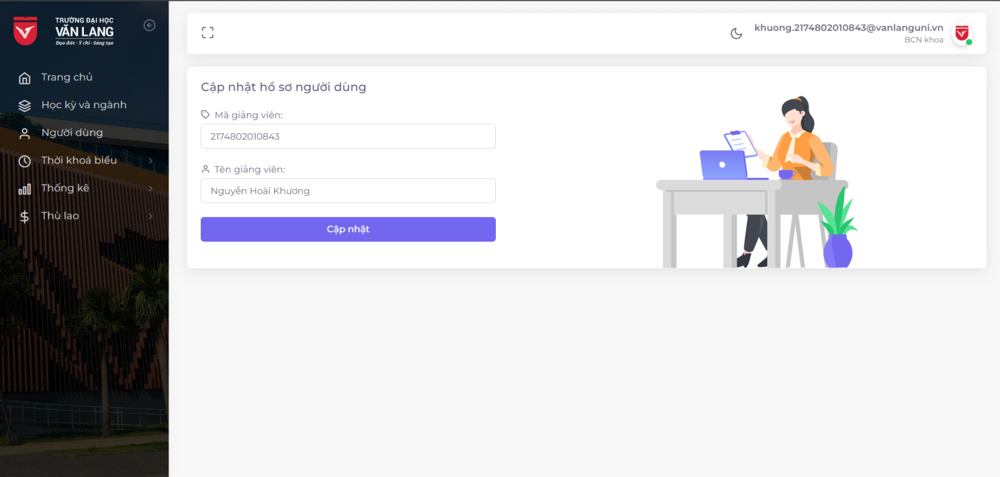 TRƯỜNG ĐẠI HỌC
VĂN LANG
Đạo đức - Ý chí - Sáng tạo
Trang chủ
Học kỳ và ngành
Người dùng
Thời khoá biểu
Thống kê
Thù lao
khuong.2174802010843@vanlanguni.vn
BCN khoa
Cập nhật hồ sơ người dùng
Mã giảng viên:
2174802010843
Tên giảng viên:
Nguyễn Hoài Khương
Cập nhật